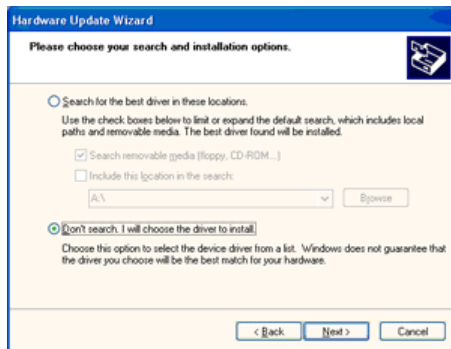 Hardware Update Wizard
Please choose your search and installation options.
Search for the best driver in these locations.
Use the check boxes below to limit or expand the default search, which includes local
paths and removable media. The best driver found will be installed.
Search removable media (floppy, CD-ROM...)
Include this location in the search:
A:\
Browse
Don't search. I will choose the driver to install.
Choose this option to select the device driver from a list. Windows does not guarantee that
the driver you choose will be the best match for your hardware.
< Back Next > Cancel